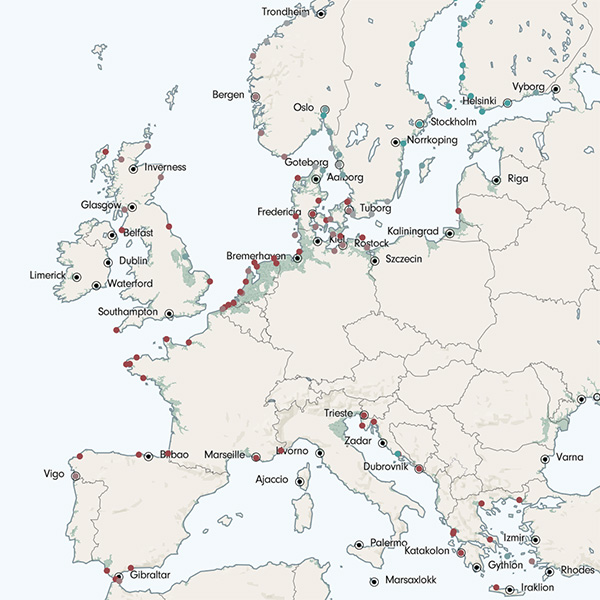 Trondheim
Vyborg
Bergen
Oslo
Helsinki
Stockholm
Norrkoping
Inverness
Goteborg
Aalborg
Riga
Glasgow
Fredericia
Tuborg
Belfast
Kaliningrad
Kiel
Rostock
Dublin
Bremerhaven
Szczecin
Limerick
Waterford
Southampton
Trieste
Zadar
Bilbao
Marseille
Livorno
Varna
Vigo
Dubrovnik
Ajaccio
Palermo
Izmir
Katakolon
Gibraltar
Gythion
Rhodes
Marsaxlokk
Iraklion